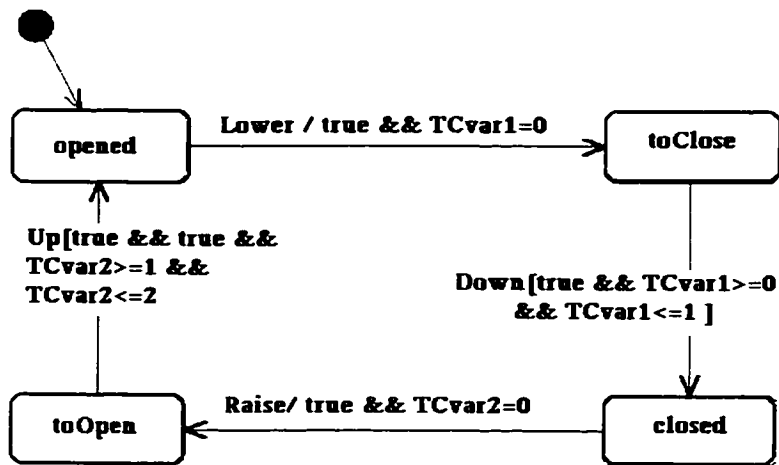 Lower / true && TCvar1=0
opened
toClose
Up[true && true &&
TCvar2>=1 &&
TCvar2<=2
Down[true && TCvar1>=0
&& TCvar1<=1 ]
Raise/ true && TCvar2=0
toOpen
closed